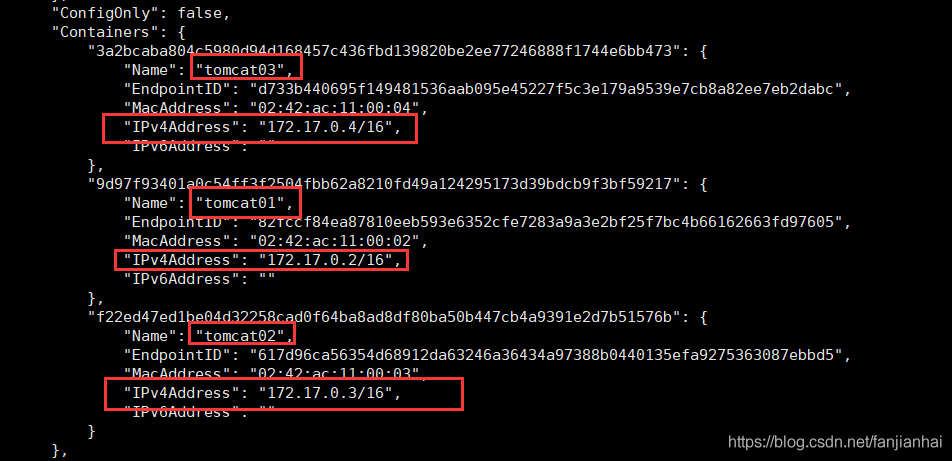 "ConfigOnly": false,
"Containers": {
"3a2bcaba804c5980d94d168457c436fbd139820be2ee77246888f1744e6bb473": {
"Name": "tomcat03",
"EndpointID": "d733b440695f149481536aab095e45227f5c3e179a9539e7cb8a82ee7eb2dabc",
"MacAddress": "02:42:ac:11:00:04",
"IPv4Address": "172.17.0.4/16",
"IPv6Address": ""
},
"9d97f93401a0c54ff3f2504fbb62a8210fd49a124295173d39bdcb9f3bf59217": {
"Name": "tomcat01",
"EndpointID": "82fccf84ea87810eeb593e6352cfe7283a9a3e2bf25f7bc4b66162663fd97605",
"MacAddress": "02:42:ac:11:00:02",
"IPv4Address": "172.17.0.2/16",
"IPv6Address": ""
},
"f22ed47ed1be04d32258cad0f64ba8ad8df80ba50b447cb4a9391e2d7b51576b": {
"Name": "tomcat02",
"EndpointID": "617d96ca56354d68912da63246a36434a97388b0440135efa9275363087ebbd5",
"MacAddress": "02:42:ac:11:00:03",
"IPv4Address": "172.17.0.3/16",
"IPv6Address": ""
}
},
https://blog.csdn.net/fanjianhai